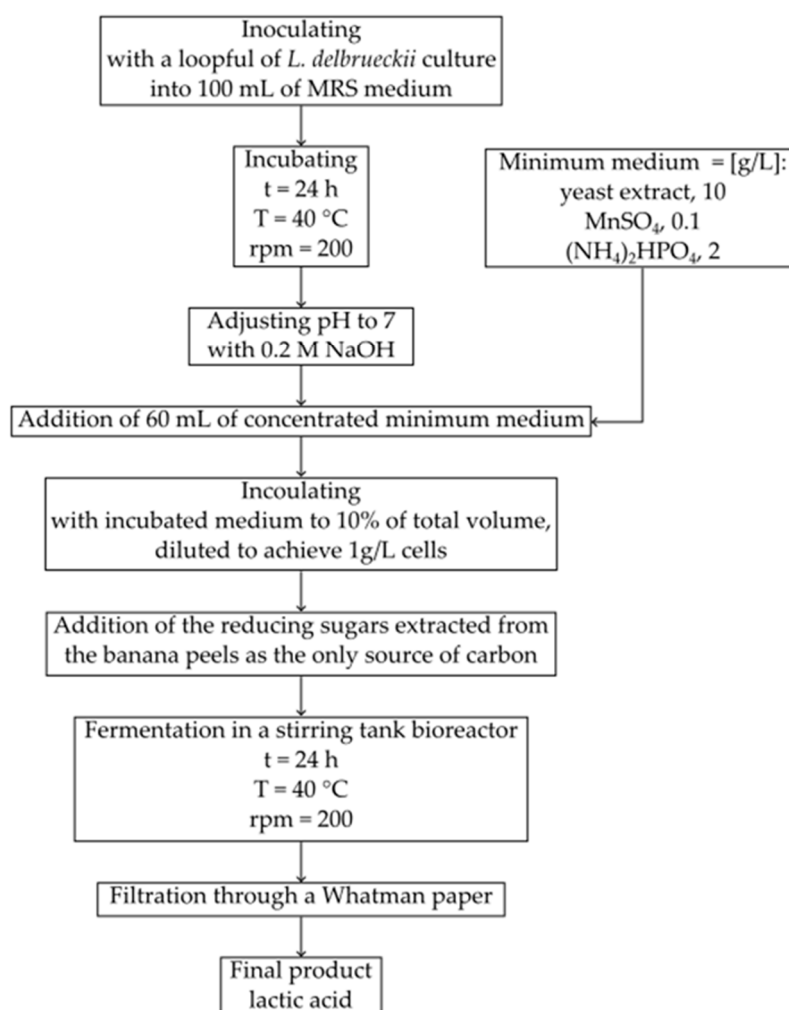 Inoculating
with a loopful of L. delbrueckii culture
into 100 mL of MRS medium
Incubating
t = 24 h
T = 40 °C
rpm = 200
Minimum medium = [g/L]:
yeast extract, 10
MnSO₄, 0.1
(NH₄)₂HPO₄, 2
Adjusting pH to 7
with 0.2 M NaOH
Addition of 60 mL of concentrated minimum medium
Incoulating
with incubated medium to 10% of total volume,
diluted to achieve 1g/L cells
Addition of the reducing sugars extracted from
the banana peels as the only source of carbon
Fermentation in a stirring tank bioreactor
t = 24 h
T = 40 °C
rpm = 200
Filtration through a Whatman paper
Final product
lactic acid